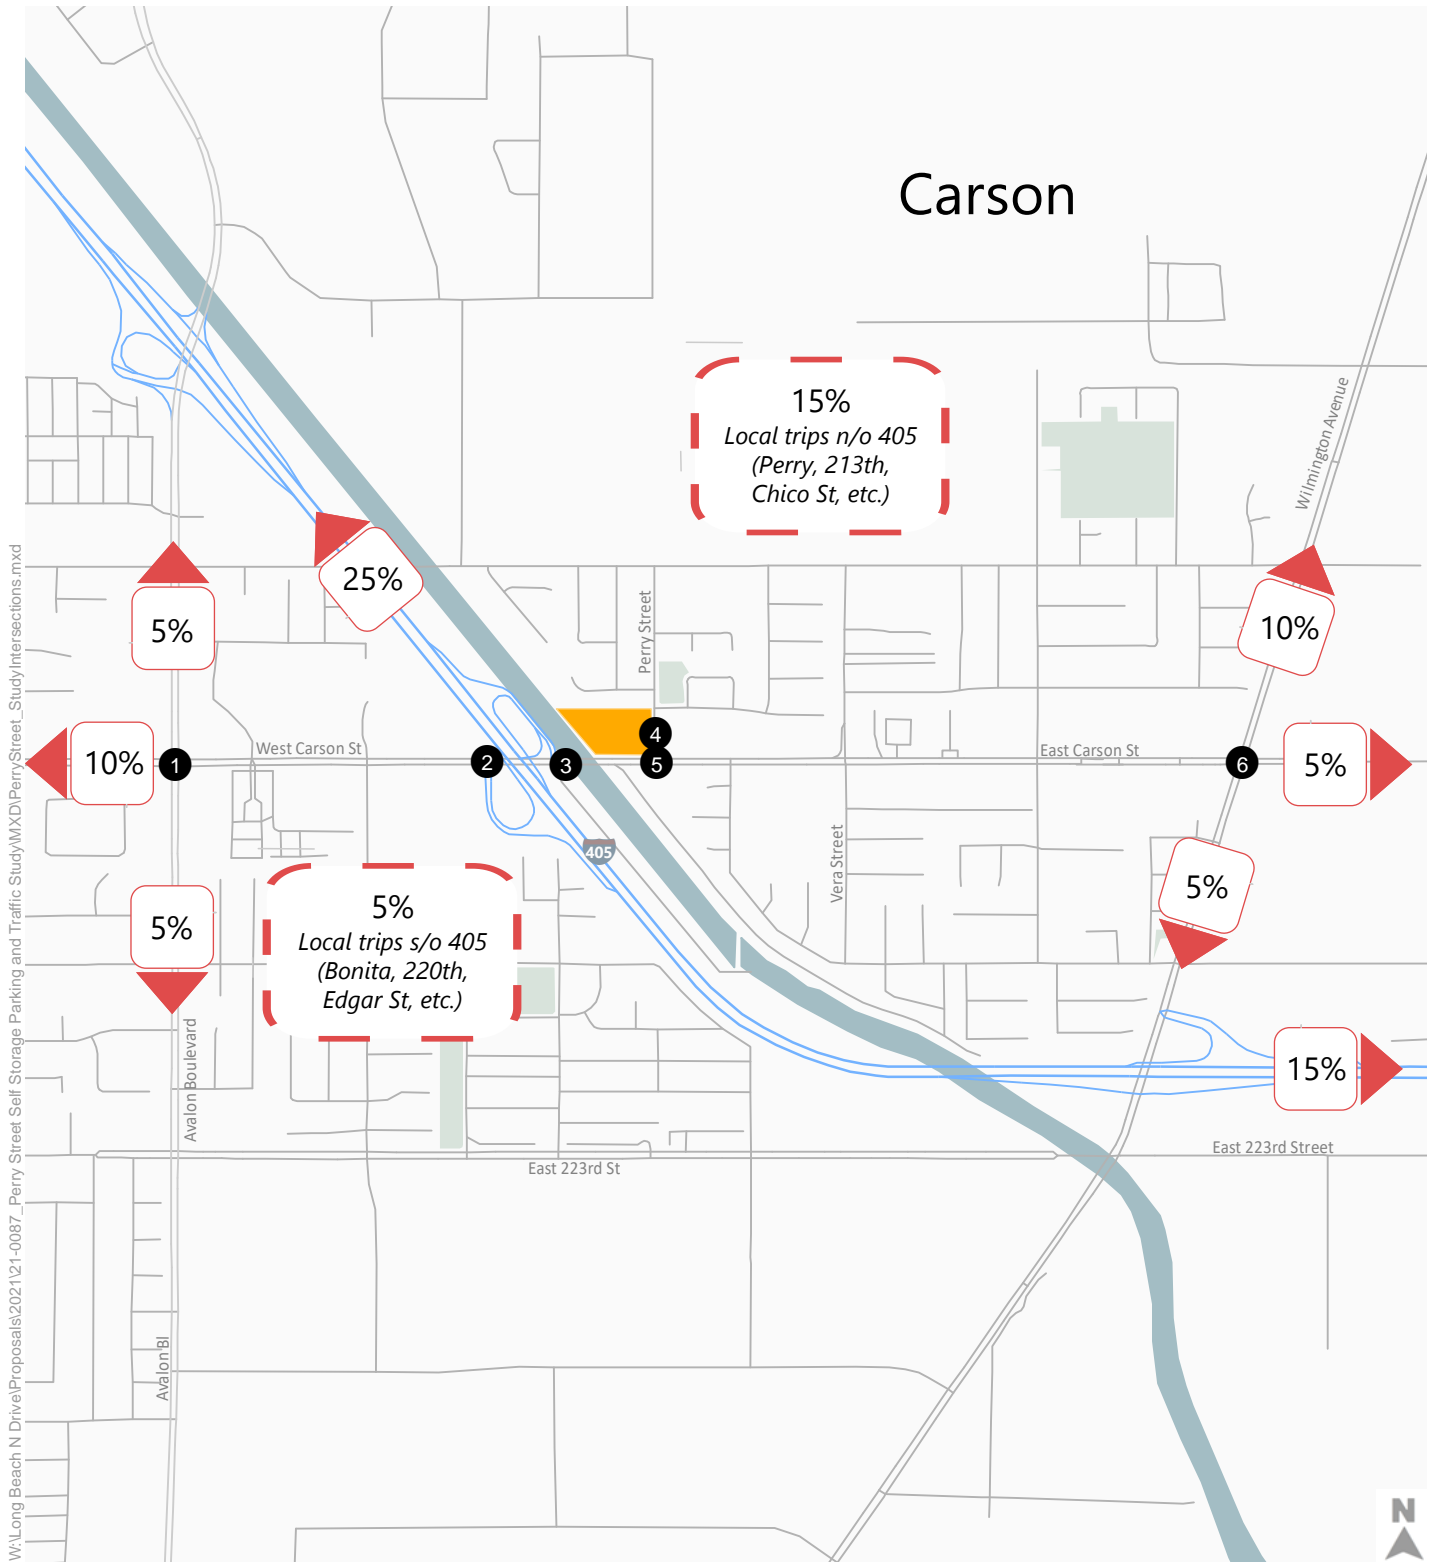 Carson
15%
Local trips n/o 405
(Perry, 213th,
Chico St, etc.)
Wilmington Avenue
25%
5%
Perry Street
10%
4
West Carson St
East Carson St
10%
1
2
3
5
6
5%
405
Vera Street
5%
5%
5%
Local trips s/o 405
(Bonita, 220th,
Edgar St, etc.)
Avalon Boulevard
15%
East 223rd Street
East 223rd St
Avalon Bl
N
W:\Long Beach N Drive\Proposals\2021\21-0087_Perry Street Self Storage Parking and Traffic Study\MXD\PerryStreet_StudyIntersections.mxd